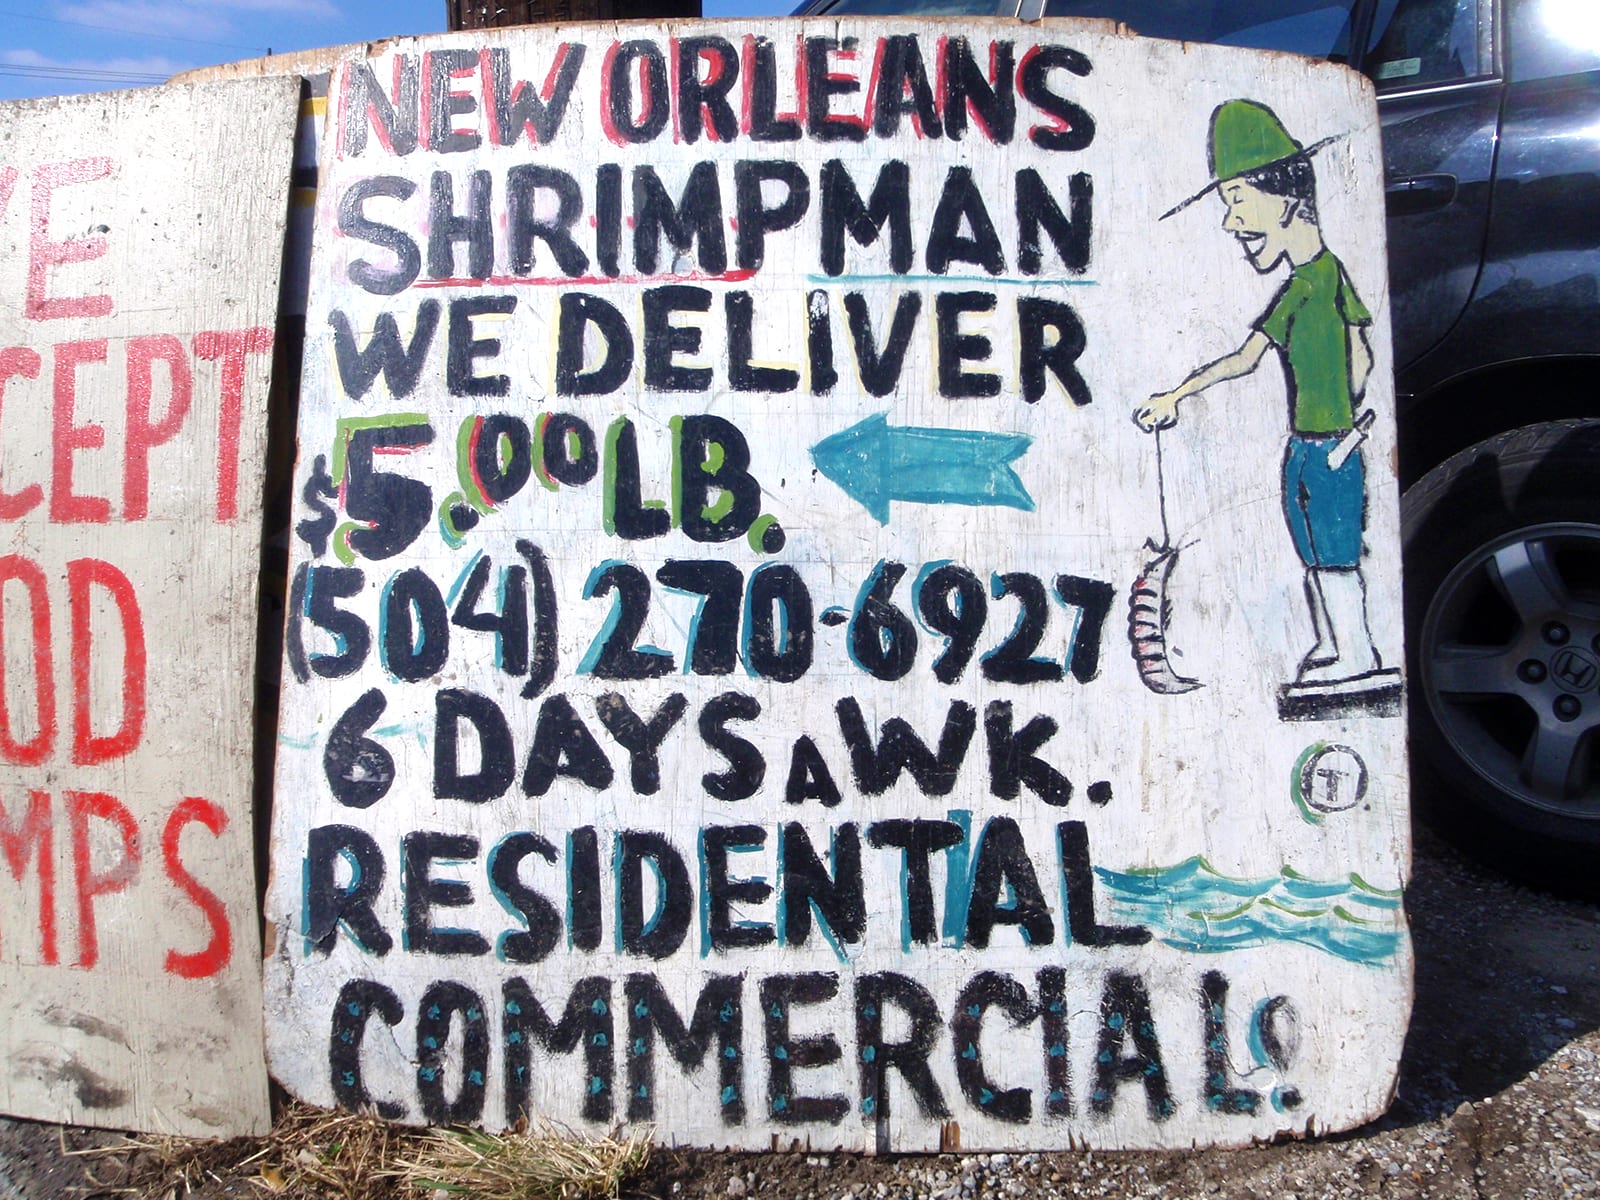 NEW ORLEANS
SHRIMPMAN
WE DELIVER
$5.00 LB.
(504) 270-6927
6 DAYS A WK.
RESIDENTAL
COMMERCIAL!
T
E
CEPT
OD
MPS